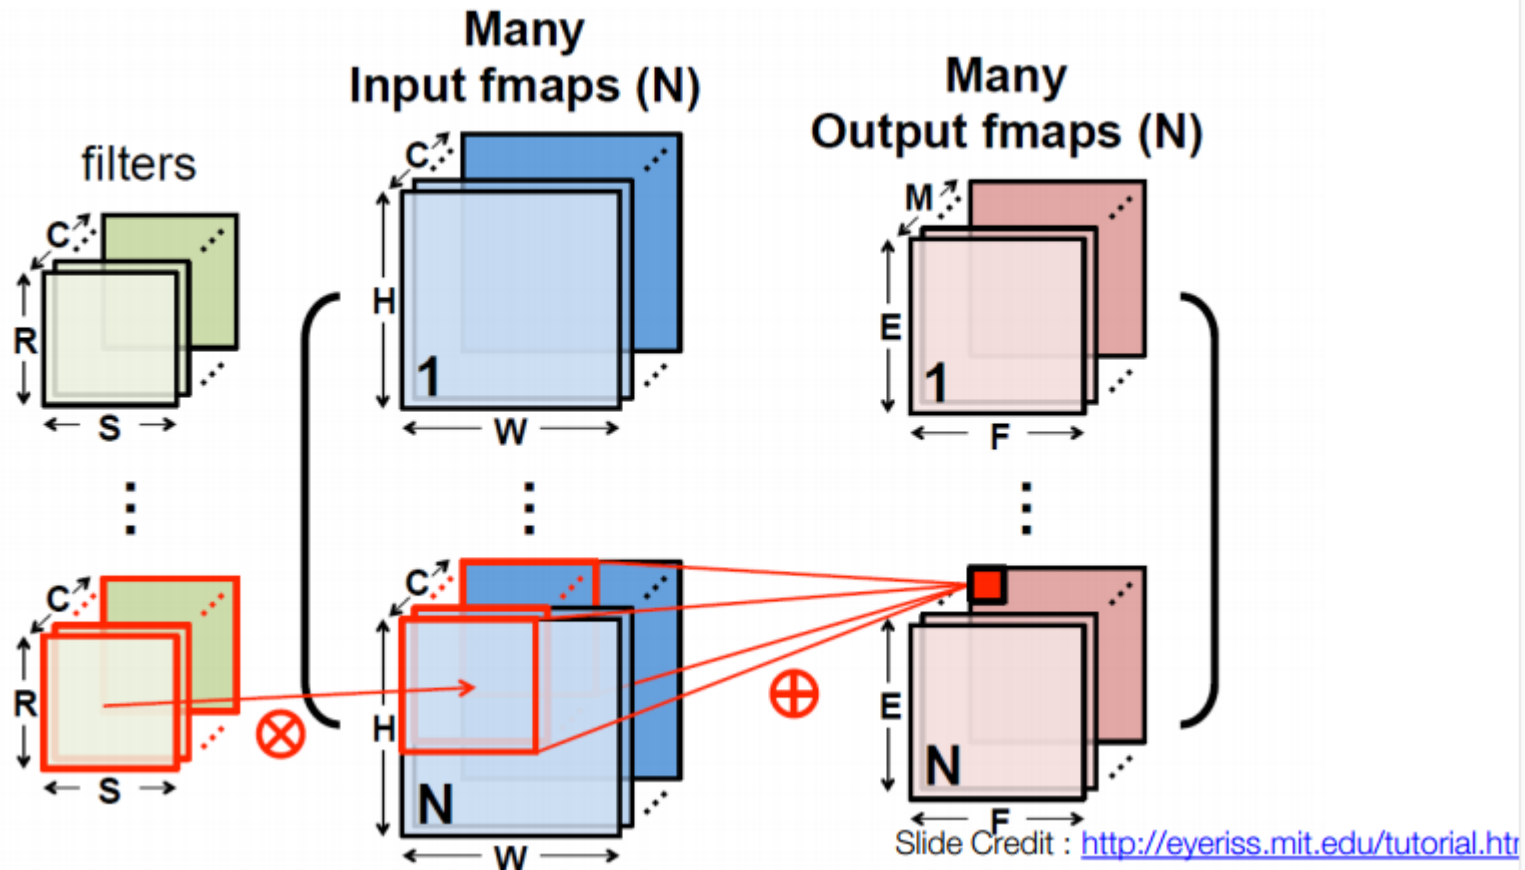 Many
Input fmaps (N)
Many
Output fmaps (N)
filters
C
R
S
C
H
1
W
M
E
1
F
C
R
S
C
H
N
W
E
N
F
Slide Credit : http://eyeriss.mit.edu/tutorial.htr